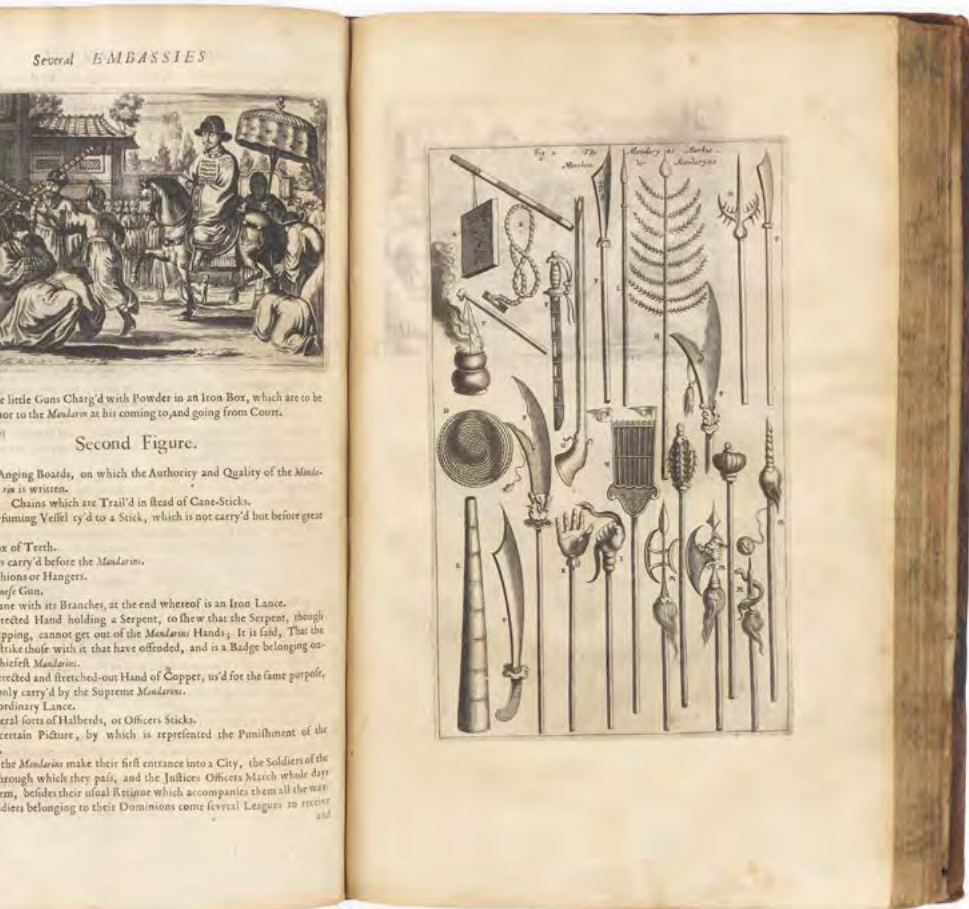 Several EMBASSIES
e little Guns Charg'd with Powder in an Iron Box, which are to be
nor to the Mandarin at his coming to, and going from Court.
Second Figure.
Anging Boards, on which the Authority and Quality of the Manda-
rin is written.
Chains which are Trail'd in ſtead of Cane-Sticks.
rfuming Veſſel ty'd to a Stick, which is not carry'd but before great
ox of Teeth.
s carry'd before the Mandarins.
hions or Hangers.
neſe Gun.
ane with its Branches, at the end whereof is an Iron Lance.
rected Hand holding a Serpent, to ſhew that the Serpent, though
pping, cannot get out of the Mandarins Hands; It is ſaid, That the
ſtrike thoſe with it that have offended, and is a Badge belonging on-
hiefeſt Mandarins.
rected and ſtretched-out Hand of Copper, us'd for the ſame purpoſe,
only carry'd by the Supreme Mandarins.
ordinary Lance.
eral ſorts of Halberds, or Officers Sticks.
certain Picture, by which is repreſented the Puniſhment of the
the Mandarins make their firſt entrance into a City, the Soldiers of the
hrough which they paſs, and the Juſtices Officers March whole days
rm, beſides their uſual Retinue which accompanies them all the way
diers belonging to their Dominions come ſeveral Leagues to receive
and